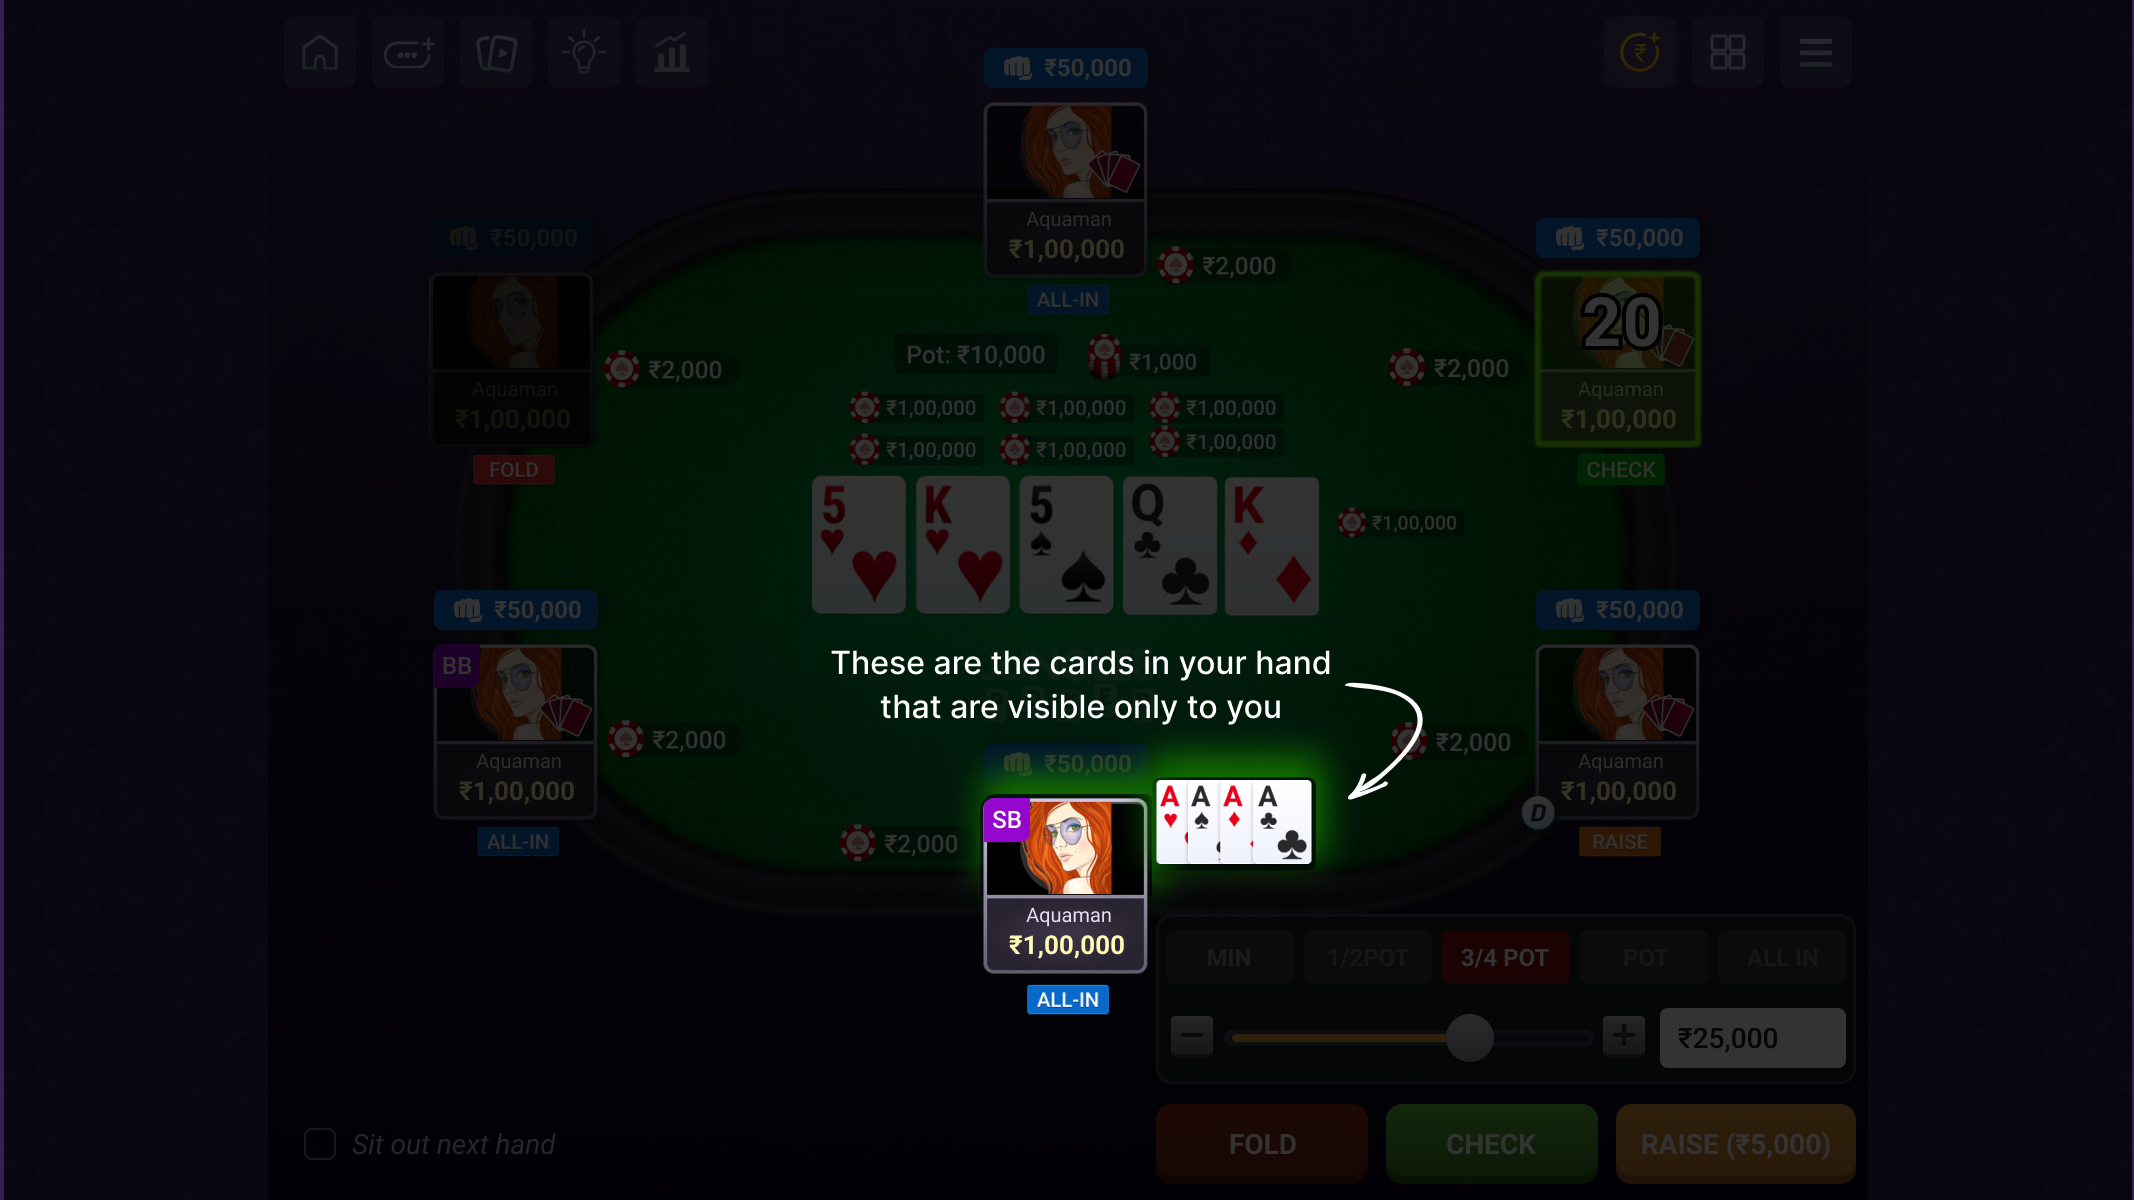 ₹50,000
Aquaman
₹1,00,000
₹2,000
ALL-IN
₹50,000
Aquaman
₹1,00,000
₹2,000
FOLD
₹50,000
20
Aquaman
₹1,00,000
₹2,000
CHECK
Pot: ₹10,000
₹1,000
₹1,00,000
₹1,00,000
₹1,00,000
₹1,00,000
₹1,00,000
₹1,00,000
5
K
5
Q
K
₹1,00,000
₹50,000
BB
Aquaman
₹1,00,000
₹2,000
ALL-IN
₹50,000
Aquaman
₹1,00,000
₹2,000
D
RAISE
These are the cards in your hand
that are visible only to you
₹50,000
SB
A
A
A
A
₹2,000
Aquaman
₹1,00,000
ALL-IN
MIN
1/2POT
3/4 POT
POT
ALL IN
₹25,000
Sit out next hand
FOLD
CHECK
RAISE (₹5,000)